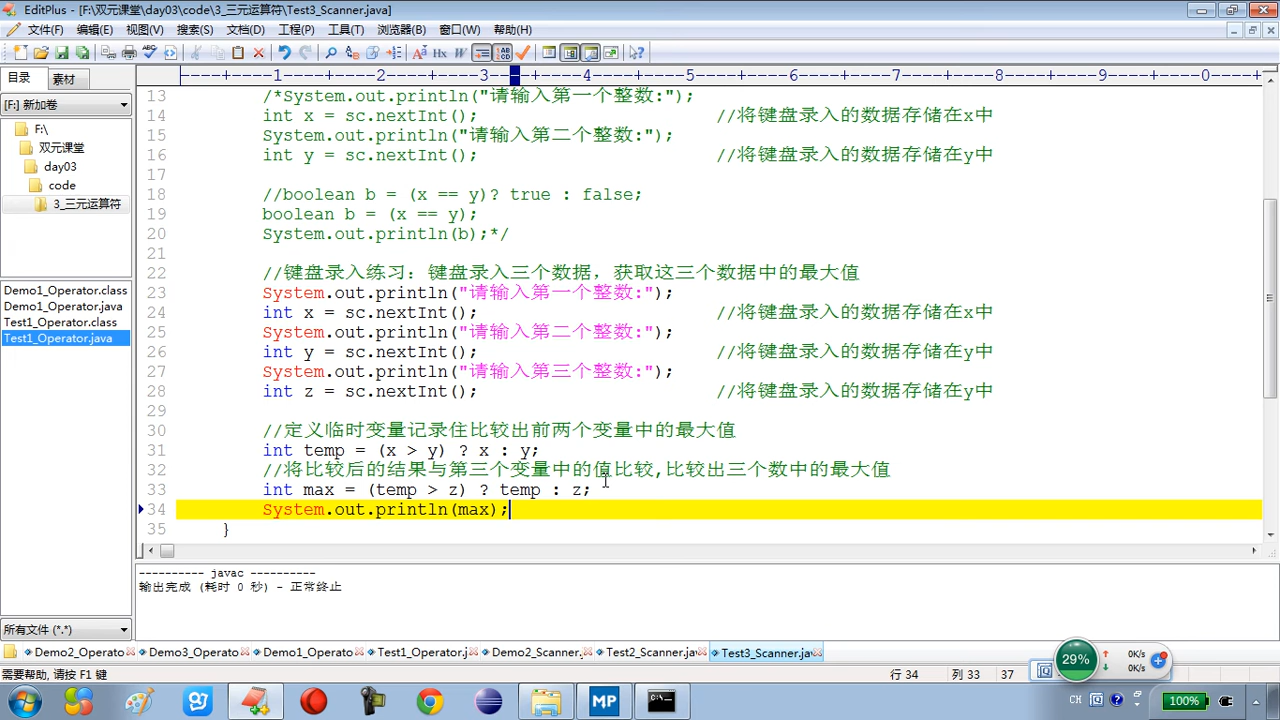 EditPlus - [F:\双元课堂\day03\code\3_三元运算符\Test3_Scanner.java]
文件(F) 编辑(E) 视图(V) 搜索(S) 文档(D) 工程(P) 工具(T) 浏览器(B) 窗口(W) 帮助(H)
目录 素材
----+----1----+----2----+----3----+----4----+----5----+----6----+----7----+----8----+----9----+----0----+--
[F:] 新加卷
F:\
双元课堂
day03
code
3_三元运算符
Demo1_Operator.class
Demo1_Operator.java
Test1_Operator.class
Test1_Operator.java
所有文件 (*.*)
13 /*System.out.println("请输入第一个整数:");
14 int x = sc.nextInt(); //将键盘录入的数据存储在x中
15 System.out.println("请输入第二个整数:");
16 int y = sc.nextInt(); //将键盘录入的数据存储在y中
17
18 //boolean b = (x == y)? true : false;
19 boolean b = (x == y);
20 System.out.println(b);*/
21
22 //键盘录入练习：键盘录入三个数据，获取这三个数据中的最大值
23 System.out.println("请输入第一个整数:");
24 int x = sc.nextInt(); //将键盘录入的数据存储在x中
25 System.out.println("请输入第二个整数:");
26 int y = sc.nextInt(); //将键盘录入的数据存储在y中
27 System.out.println("请输入第三个整数:");
28 int z = sc.nextInt(); //将键盘录入的数据存储在y中
29
30 //定义临时变量记录住比较出前两个变量中的最大值
31 int temp = (x > y) ? x : y;
32 //将比较后的结果与第三个变量中的值比较,比较出三个数中的最大值
33 int max = (temp > z) ? temp : z;
34 System.out.println(max);
35 }
---------- javac ----------
输出完成 (耗时 0 秒) - 正常终止
Demo2_Operato Demo3_Operato Demo1_Operato Test1_Operator.j Demo2_Scanner. Test2_Scanner.jav Test3_Scanner.jav
29% 0K/s
0K/s
需要帮助, 请按 F1 键 行 34 列 33 37
MP CH 100%